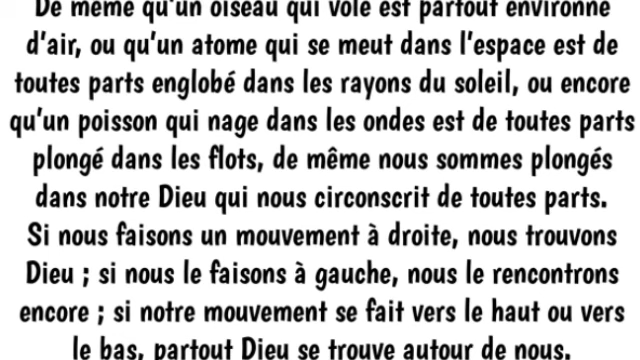 De même qu'un oiseau qui vole est partout environné
d'air, ou qu'un atome qui se meut dans l'espace est de
toutes parts englobé dans les rayons du soleil, ou encore
qu'un poisson qui nage dans les ondes est de toutes parts
plongé dans les flots, de même nous sommes plongés
dans notre Dieu qui nous circonscrit de toutes parts.
Si nous faisons un mouvement à droite, nous trouvons
Dieu ; si nous le faisons à gauche, nous le rencontrons
encore ; si notre mouvement se fait vers le haut ou vers
le bas, partout Dieu se trouve autour de nous.